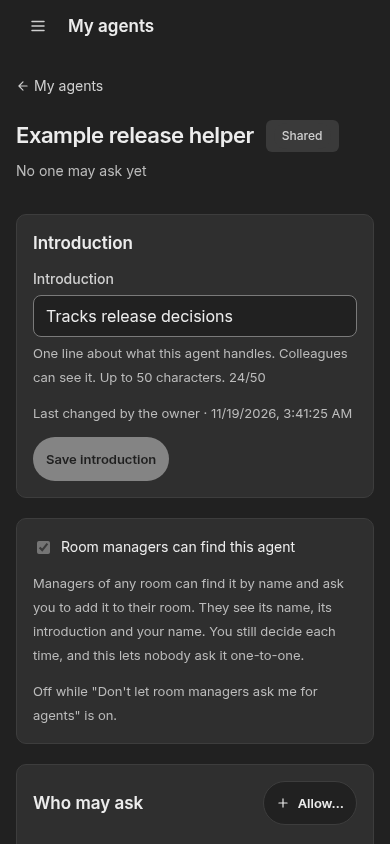 My agents
My agents
Example release helper
Shared
No one may ask yet
Introduction
Introduction
Tracks release decisions
One line about what this agent handles. Colleagues
can see it. Up to 50 characters. 24/50
Last changed by the owner · 11/19/2026, 3:41:25 AM
Save introduction
Room managers can find this agent
Managers of any room can find it by name and ask
you to add it to their room. They see its name, its
introduction and your name. You still decide each
time, and this lets nobody ask it one-to-one.
Off while "Don't let room managers ask me for
agents" is on.
Who may ask
Allow...